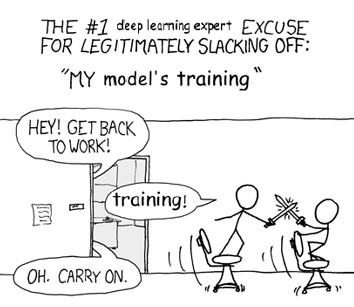 THE #1 deep learning expert EXCUSE
FOR LEGITIMATELY SLACKING OFF:
"MY model's training"
HEY! GET BACK
TO WORK!
training!
OH. CARRY ON.